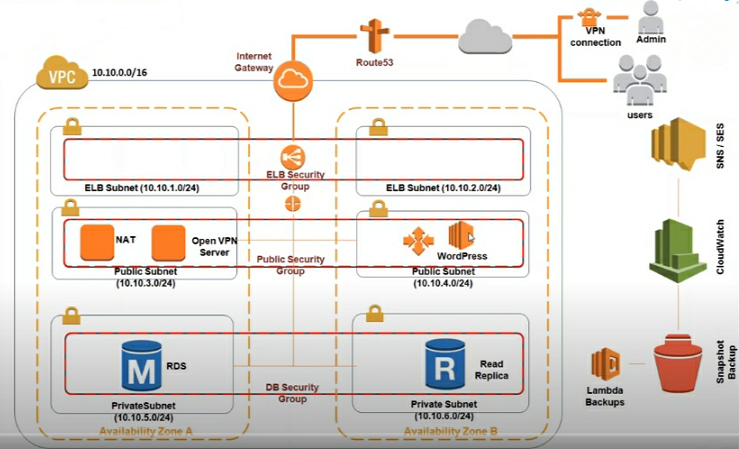 VPC
10.10.0.0/16
Internet
Gateway
Route53
VPN
connection
Admin
users
ELB Subnet (10.10.1.0/24)
ELB Security
Group
ELB Subnet (10.10.2.0/24)
NAT
Open VPN
Server
Public Subnet
(10.10.3.0/24)
Public Security
Group
WordPress
Public Subnet
(10.10.4.0/24)
M
RDS
PrivateSubnet
(10.10.5.0/24)
DB Security
Group
R
Read
Replica
Private Subnet
(10.10.6.0/24)
Availability Zone A
Availability Zone B
SNS / SES
CloudWatch
Snapshot
Backup
Lambda
Backups